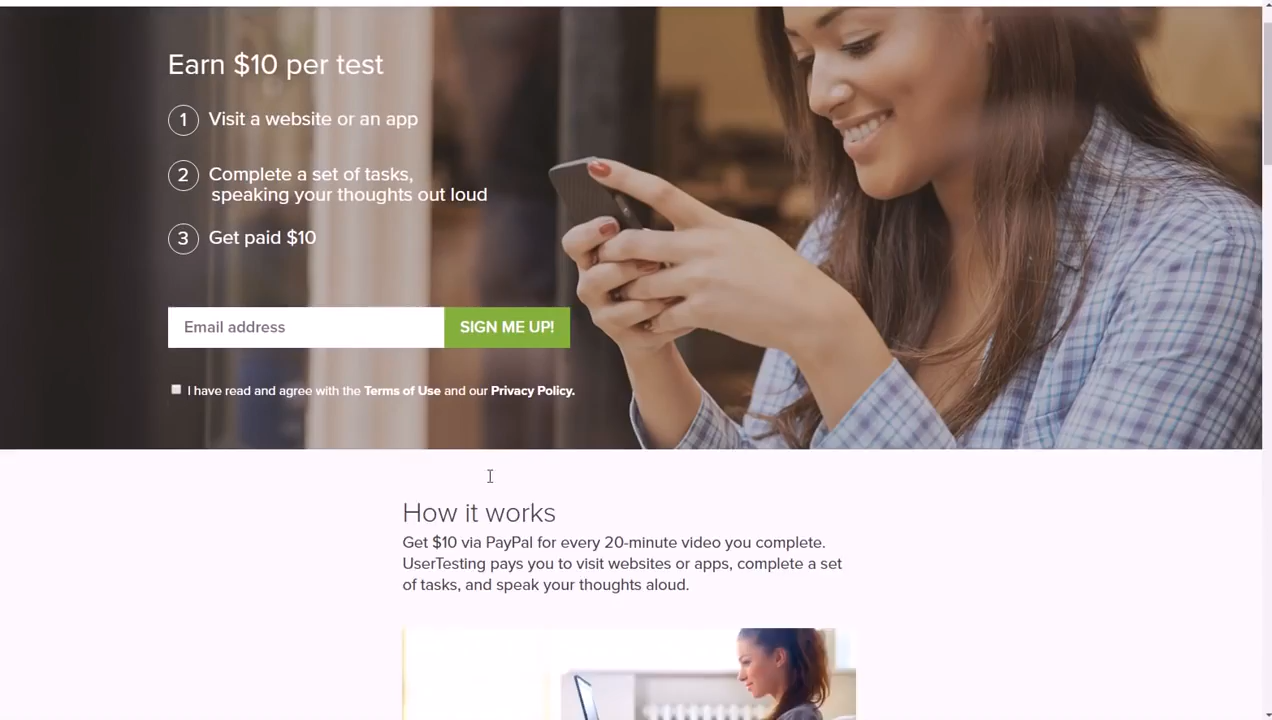 Earn $10 per test
1 Visit a website or an app
2 Complete a set of tasks,
speaking your thoughts out loud
3 Get paid $10
Email address SIGN ME UP!
I have read and agree with the Terms of Use and our Privacy Policy.
How it works
Get $10 via PayPal for every 20-minute video you complete.
UserTesting pays you to visit websites or apps, complete a set
of tasks, and speak your thoughts aloud.